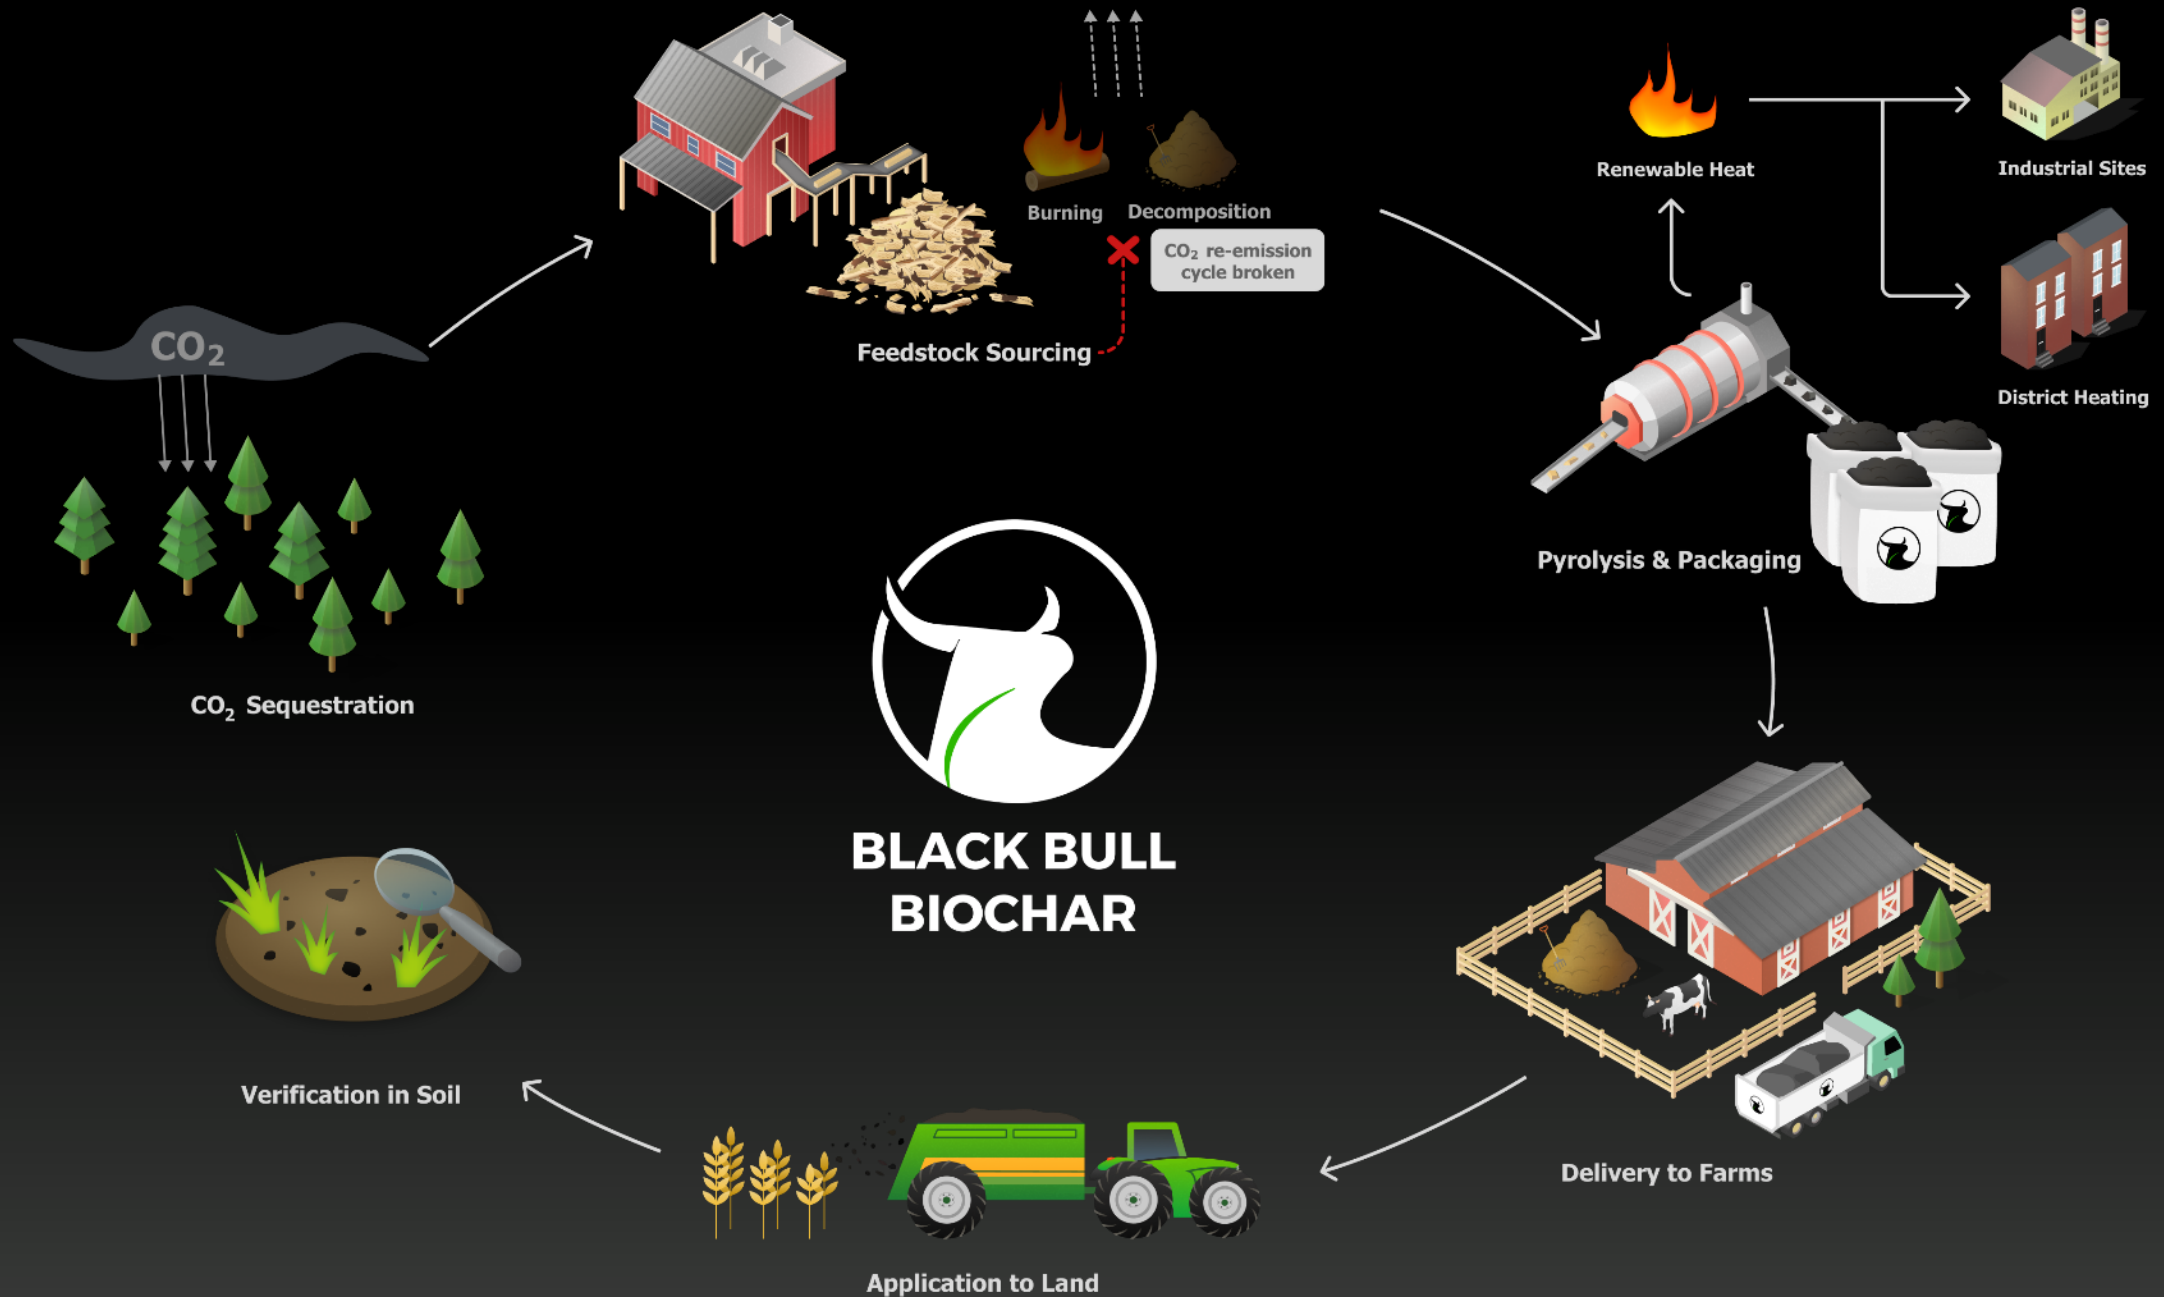 CO₂
CO₂ Sequestration
Burning
Decomposition
CO₂ re-emission
cycle broken
Feedstock Sourcing
Renewable Heat
Industrial Sites
District Heating
Pyrolysis & Packaging
Delivery to Farms
Application to Land
Verification in Soil
BLACK BULL
BIOCHAR